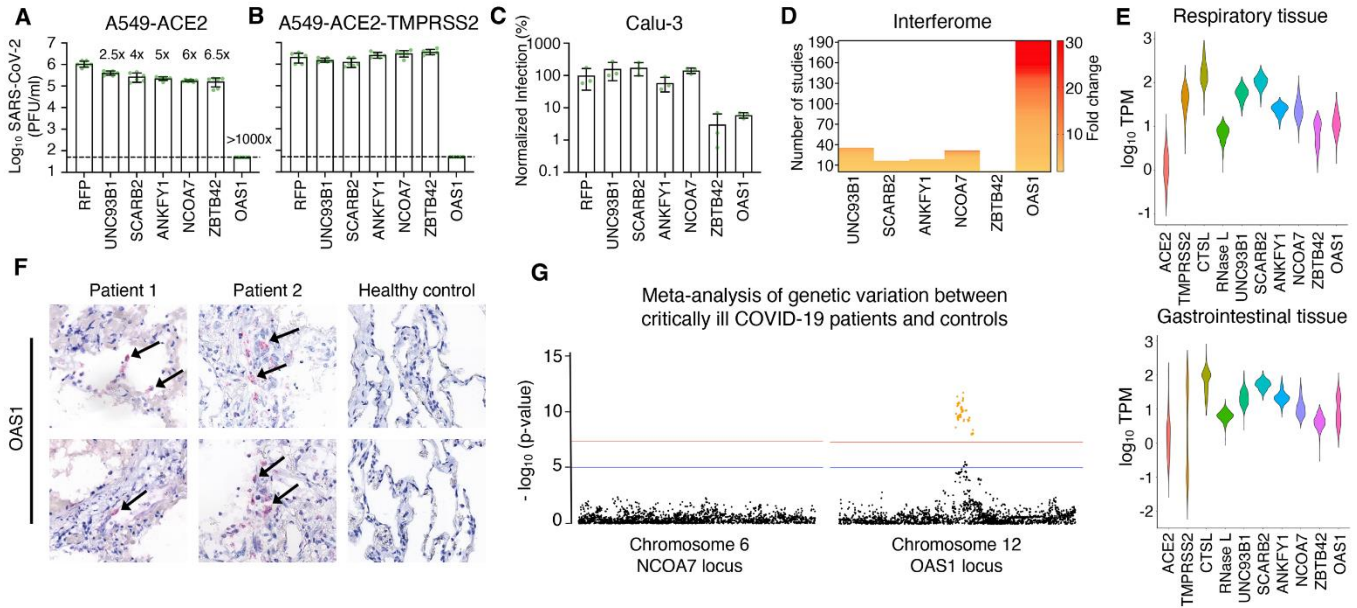 A
A549-ACE2
Log10 SARS-CoV-2
(PFU/ml)
7
6
5
4
3
2
1
2.5x 4x 5x 6x 6.5x
>1000x
RFP
UNC93B1
SCARB2
ANKFY1
NCOA7
ZBTB42
OAS1
B
A549-ACE2-TMPRSS2
RFP
UNC93B1
SCARB2
ANKFY1
NCOA7
ZBTB42
OAS1
C
Calu-3
Normalized Infection (%)
1000
100
10
1
0.1
RFP
UNC93B1
SCARB2
ANKFY1
NCOA7
ZBTB42
OAS1
D
Interferome
Number of studies
190
160
130
100
70
40
10
UNC93B1
SCARB2
ANKFY1
NCOA7
ZBTB42
OAS1
30
20
10
Fold change
E
Respiratory tissue
log10 TPM
3
2
1
0
-1
ACE2
TMPRSS2
CTSL
RNase L
UNC93B1
SCARB2
ANKFY1
NCOA7
ZBTB42
OAS1
Gastrointestinal tissue
log10 TPM
3
2
1
0
-1
-2
ACE2
TMPRSS2
CTSL
RNase L
UNC93B1
SCARB2
ANKFY1
NCOA7
ZBTB42
OAS1
F
Patient 1
Patient 2
Healthy control
OAS1
G
Meta-analysis of genetic variation between
critically ill COVID-19 patients and controls
- log10 (p-value)
15
10
5
0
Chromosome 6
NCOA7 locus
Chromosome 12
OAS1 locus